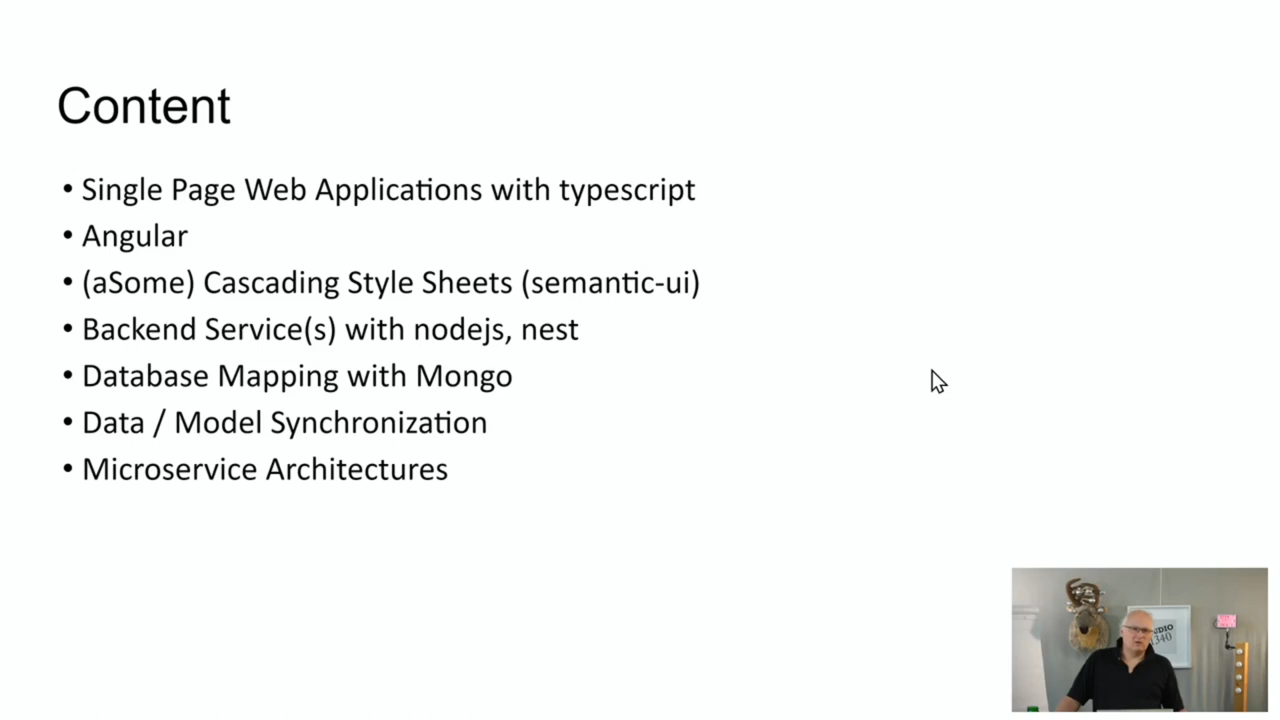 Content
• Single Page Web Applications with typescript
• Angular
• (aSome) Cascading Style Sheets (semantic-ui)
• Backend Service(s) with nodejs, nest
• Database Mapping with Mongo
• Data / Model Synchronization
• Microservice Architectures